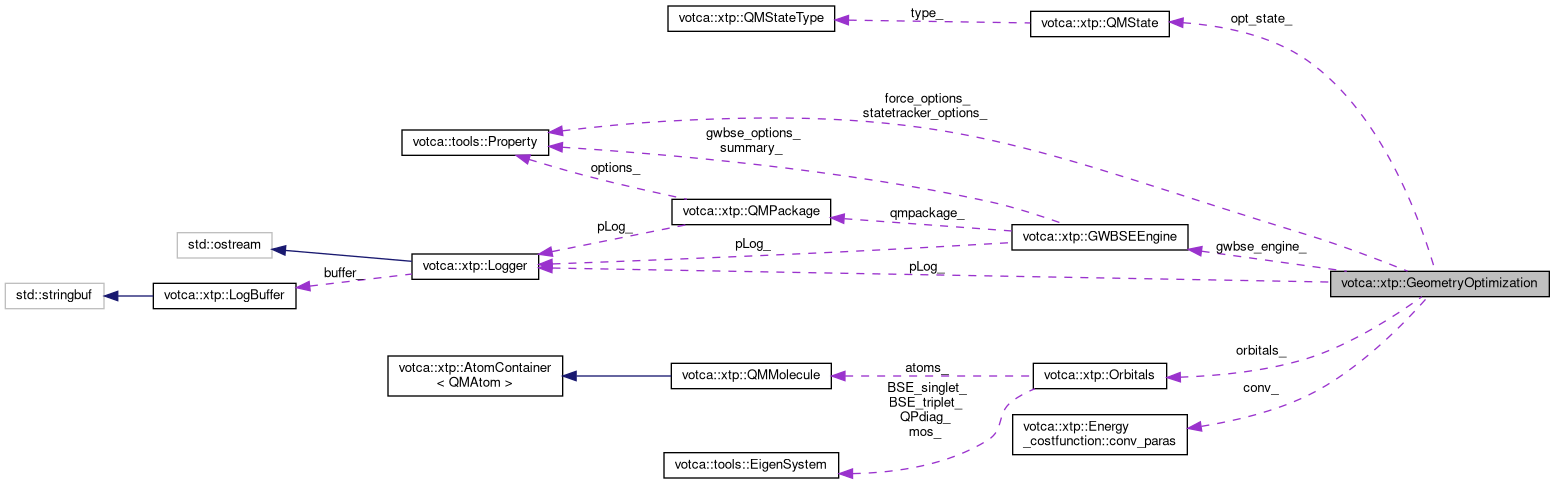 votca::xtp::QMStateType
type_
votca::xtp::QMState
opt_state_
force_options_
statetracker_options_
votca::tools::Property
gwbse_options_
summary_
options_
votca::xtp::QMPackage
qmpackage_
pLog_
votca::xtp::GWBSEEngine
std::ostream
pLog_
gwbse_engine_
votca::xtp::Logger
pLog_
buffer_
std::stringbuf
votca::xtp::LogBuffer
votca::xtp::GeometryOptimization
orbitals_
votca::xtp::AtomContainer
< QMAtom >
votca::xtp::QMMolecule
atoms_
votca::xtp::Orbitals
BSE_singlet_
BSE_triplet_
QPdiag_
mos_
conv_
votca::xtp::Energy
_costfunction::conv_paras
votca::tools::EigenSystem